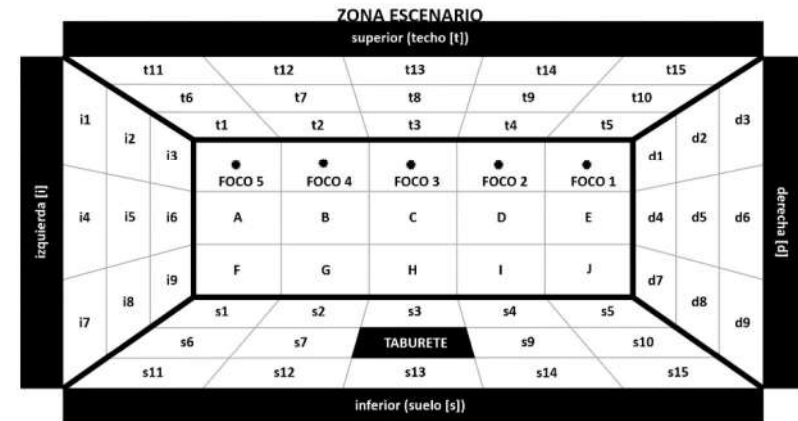 ZONA ESCENARIO
superior (techo [t])
t11 t12 t13 t14 t15
t6 t7 t8 t9 t10
t1 t2 t3 t4 t5
izquierda [i]
i1 i2 i3
i4 i5 i6
i7 i8 i9
FOCO 5 FOCO 4 FOCO 3 FOCO 2 FOCO 1
A B C D E
F G H I J
d1 d2 d3
d4 d5 d6
d7 d8 d9
derecha [d]
s1 s2 s3 s4 s5
s6 s7 TABURETE s9 s10
s11 s12 s13 s14 s15
inferior (suelo [s])